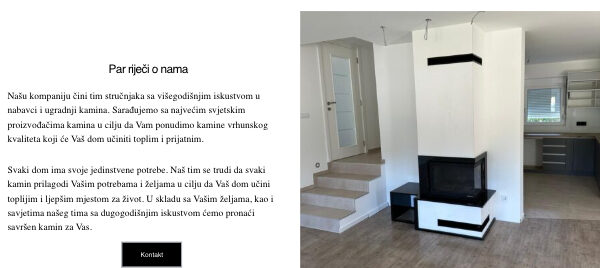 Par riječi o nama
Našu kompaniju čini tim stručnjaka sa višegodišnjim iskustvom u
nabavci i ugradnji kamina. Sarađujemo sa najvećim svjetskim
proizvođačima kamina u cilju da Vam ponudimo kamine vrhunskog
kvaliteta koji će Vaš dom učiniti toplim i prijatnim.
Svaki dom ima svoje jedinstvene potrebe. Naš tim se trudi da svaki
kamin prilagodi Vašim potrebama i željama u cilju da Vaš dom učini
toplijim i ljepšim mjestom za život. U skladu sa Vašim željama, kao i
savjetima našeg tima sa dugogodišnjim iskustvom ćemo pronaći
savršen kamin za Vas.
Kontakt